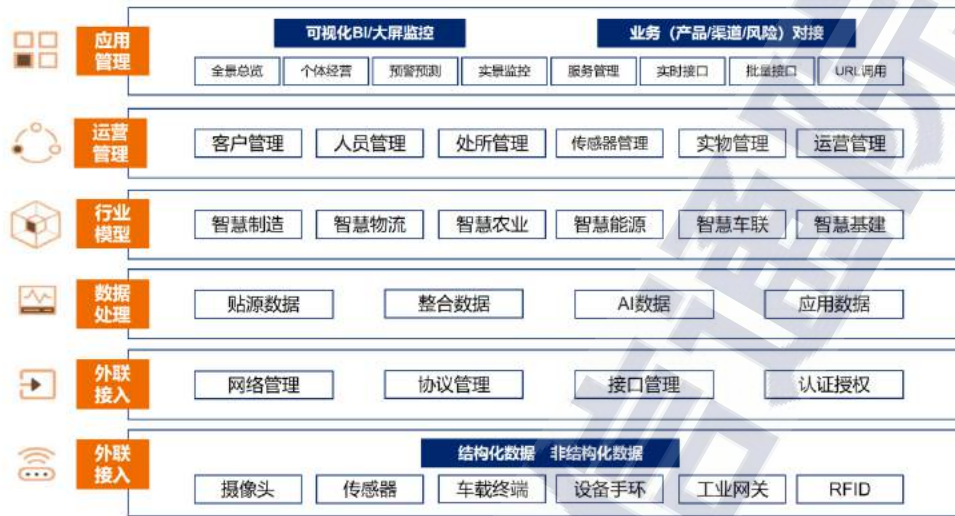 应用
管理
可视化BI/大屏监控
业务（产品/渠道/风险）对接
全景总览
个体经营
预警预测
实景监控
服务管理
实时接口
批量接口
URL调用
运营
管理
客户管理
人员管理
处所管理
传感器管理
实物管理
运营管理
行业
模型
智慧制造
智慧物流
智慧农业
智慧能源
智慧车联
智慧基建
数据
处理
贴源数据
整合数据
AI数据
应用数据
外联
接入
网络管理
协议管理
接口管理
认证授权
外联
接入
结构化数据 非结构化数据
摄像头
传感器
车载终端
设备手环
工业网关
RFID